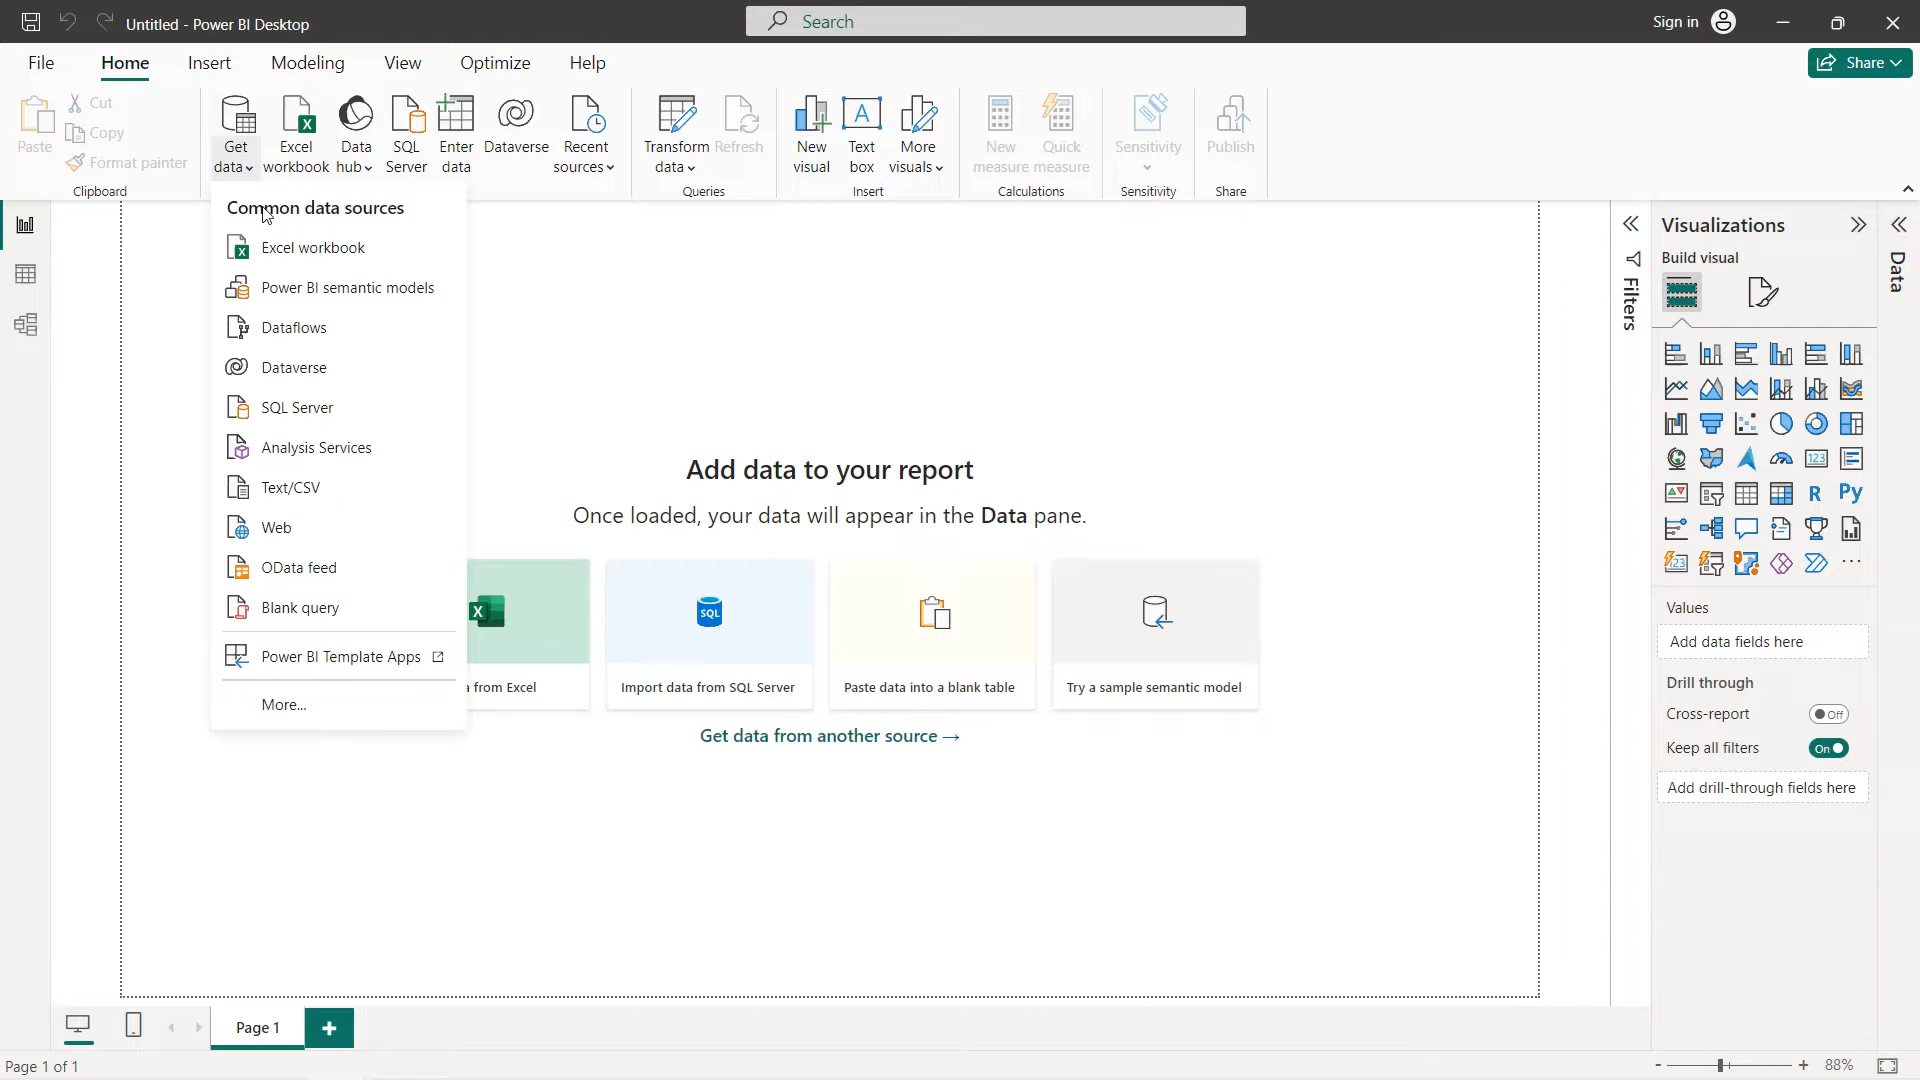 Untitled - Power BI Desktop
Search
Sign in
File
Home
Insert
Modeling
View
Optimize
Help
Share
Paste
Cut
Copy
Format painter
Clipboard
Get data
Excel workbook
Data hub
SQL Server
Enter data
Dataverse
Recent sources
Transform data
Refresh
Queries
New visual
Text box
More visuals
Insert
New measure
Quick measure
Calculations
Sensitivity
Sensitivity
Publish
Share
Common data sources
Excel workbook
Power BI semantic models
Dataflows
Dataverse
SQL Server
Analysis Services
Text/CSV
Web
OData feed
Blank query
Power BI Template Apps
More...
Add data to your report
Once loaded, your data will appear in the Data pane.
SQL
a from Excel
Import data from SQL Server
Paste data into a blank table
Try a sample semantic model
Get data from another source →
Filters
Visualizations
Build visual
123
R
Py
123
...
Values
Add data fields here
Drill through
Cross-report
Off
Keep all filters
On
Add drill-through fields here
Data
Page 1
+
Page 1 of 1
- + 88%